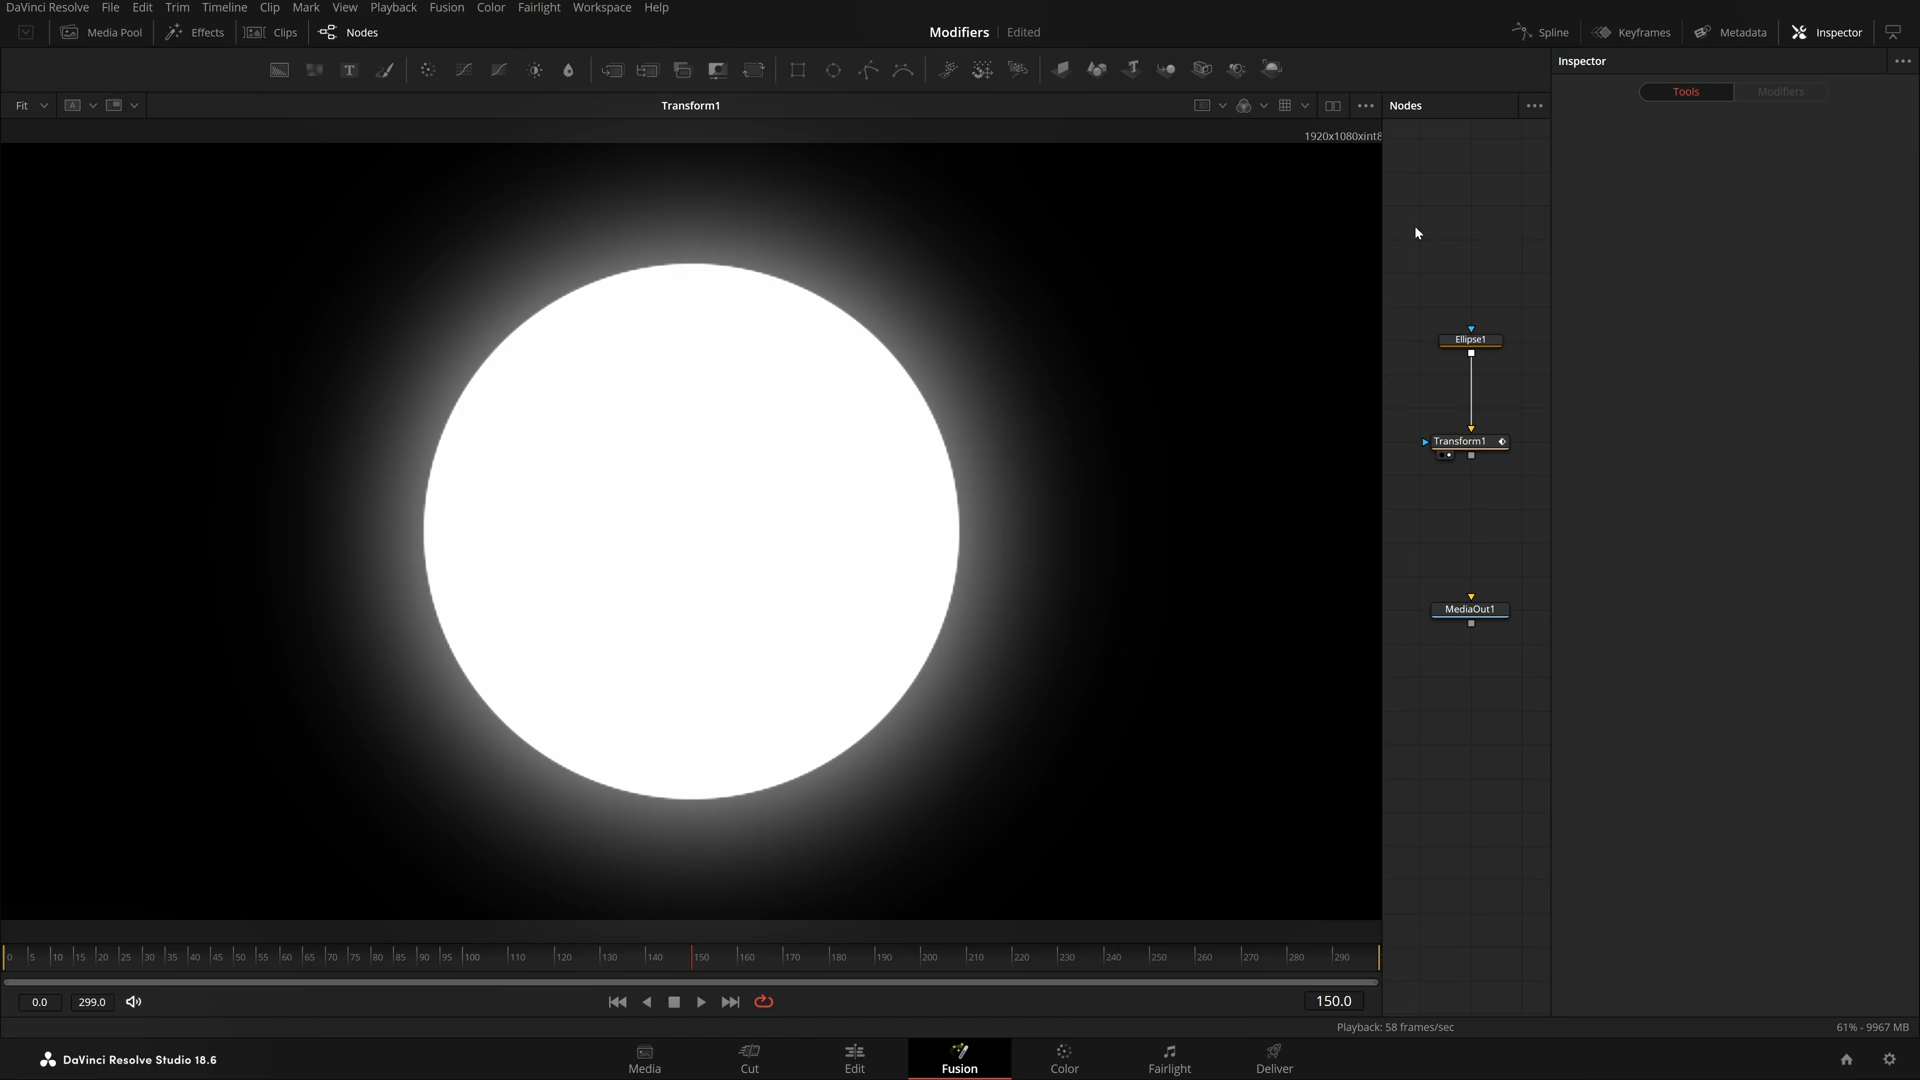 DaVinci Resolve File Edit Trim Timeline Clip Mark View Playback Fusion Color Fairlight Workspace Help
Media Pool Effects Clips Nodes Modifiers Edited Spline Keyframes Metadata Inspector
T
Inspector
Tools Modifiers
Fit A Transform1 Nodes
1920x1080xint8
Ellipse1
Transform1
MediaOut1
0 5 10 15 20 25 30 35 40 45 50 55 60 65 70 75 80 85 90 95 100 110 120 130 140 150 160 170 180 190 200 210 220 230 240 250 260 270 280 290
0.0 299.0 150.0
Playback: 58 frames/sec 61% - 9967 MB
DaVinci Resolve Studio 18.6
Media Cut Edit Fusion Color Fairlight Deliver